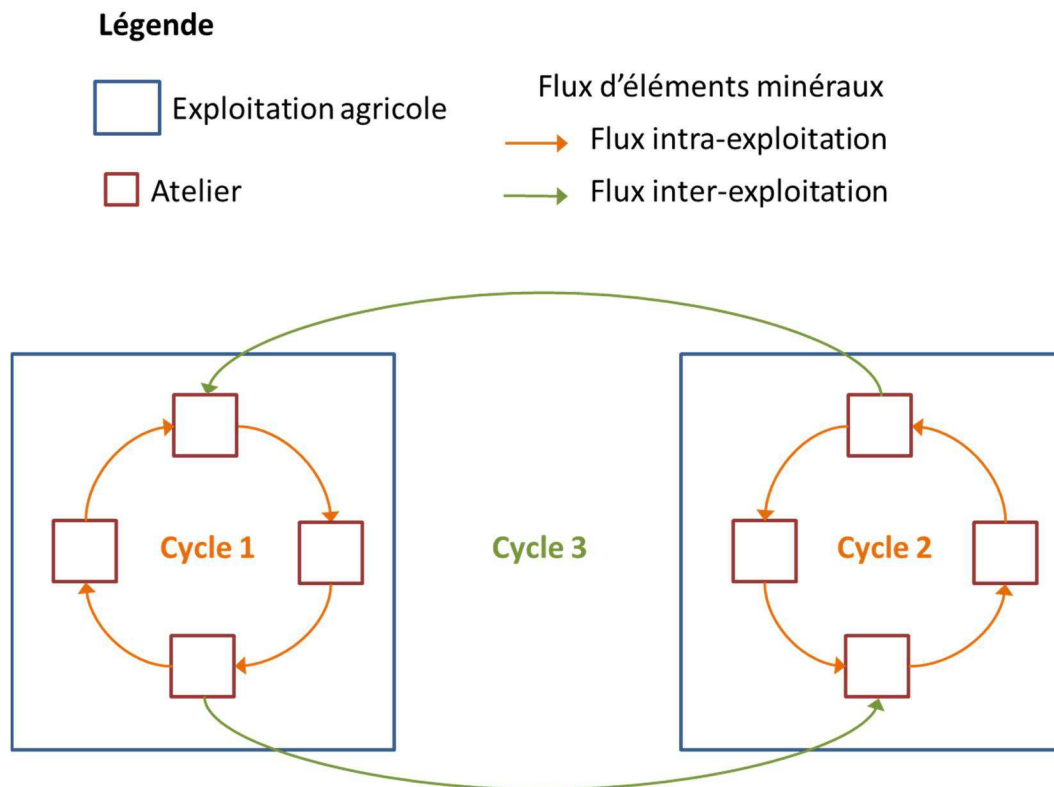 Légende
Exploitation agricole
Atelier
Flux d’éléments minéraux
Flux intra-exploitation
Flux inter-exploitation
Cycle 1
Cycle 3
Cycle 2